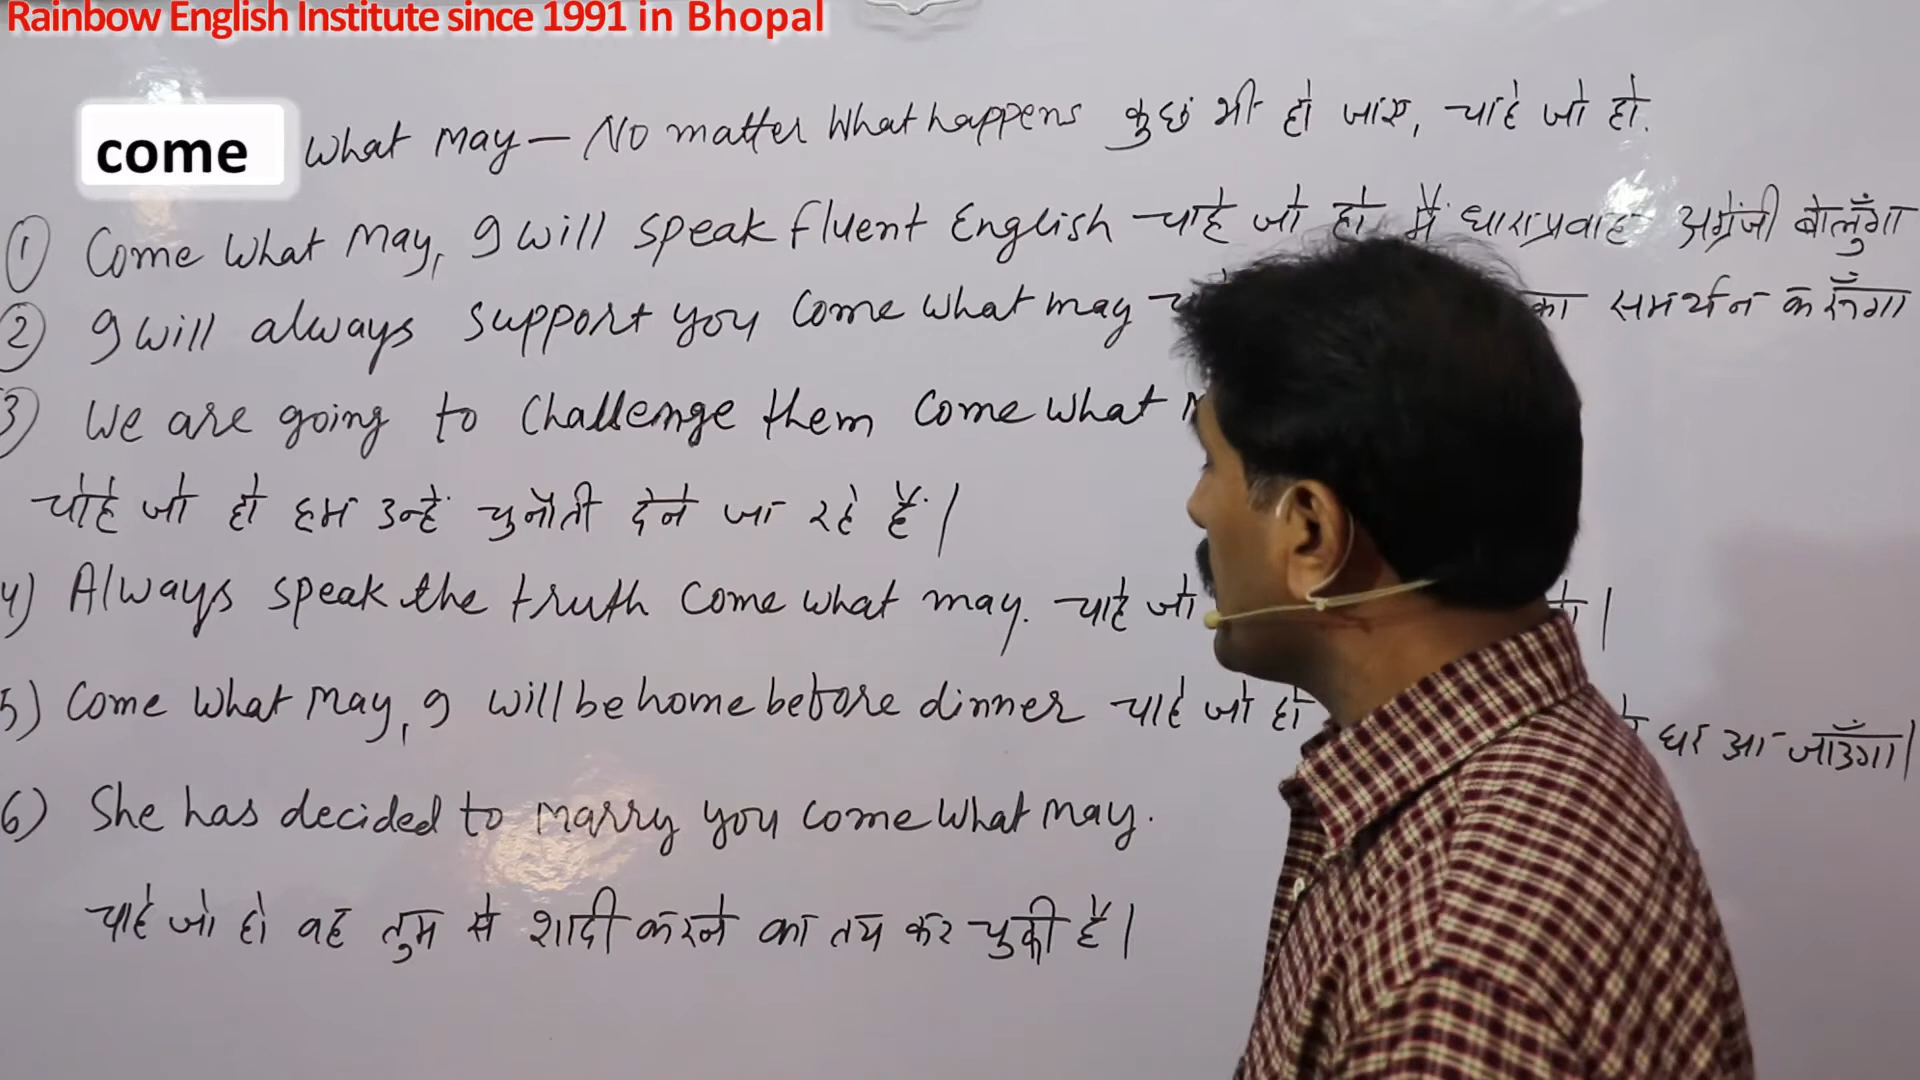 Rainbow English Institute since 1991 in Bhopal
come What May — No matter What happens कुछ भी हो जाए, चाहे जो हो.
① Come What May, I will speak fluent English चाहे जो हो मैं धाराप्रवाह अंग्रेजी बोलूँगा
② I will always support you Come What may का समर्थन करूँगा
3) We are going to Challenge them Come What
चाहे जो हो हम उन्हें चुनौती देने जा रहे हैं।
4) Always speak the truth Come what may. चाहे जो
5) Come What May, I will be home before dinner चाहे जो हो घर आ जाउँगा।
6) She has decided to Marry you Come What May.
चाहे जो हो वह तुम से शादी करने का तय कर चुकी है।